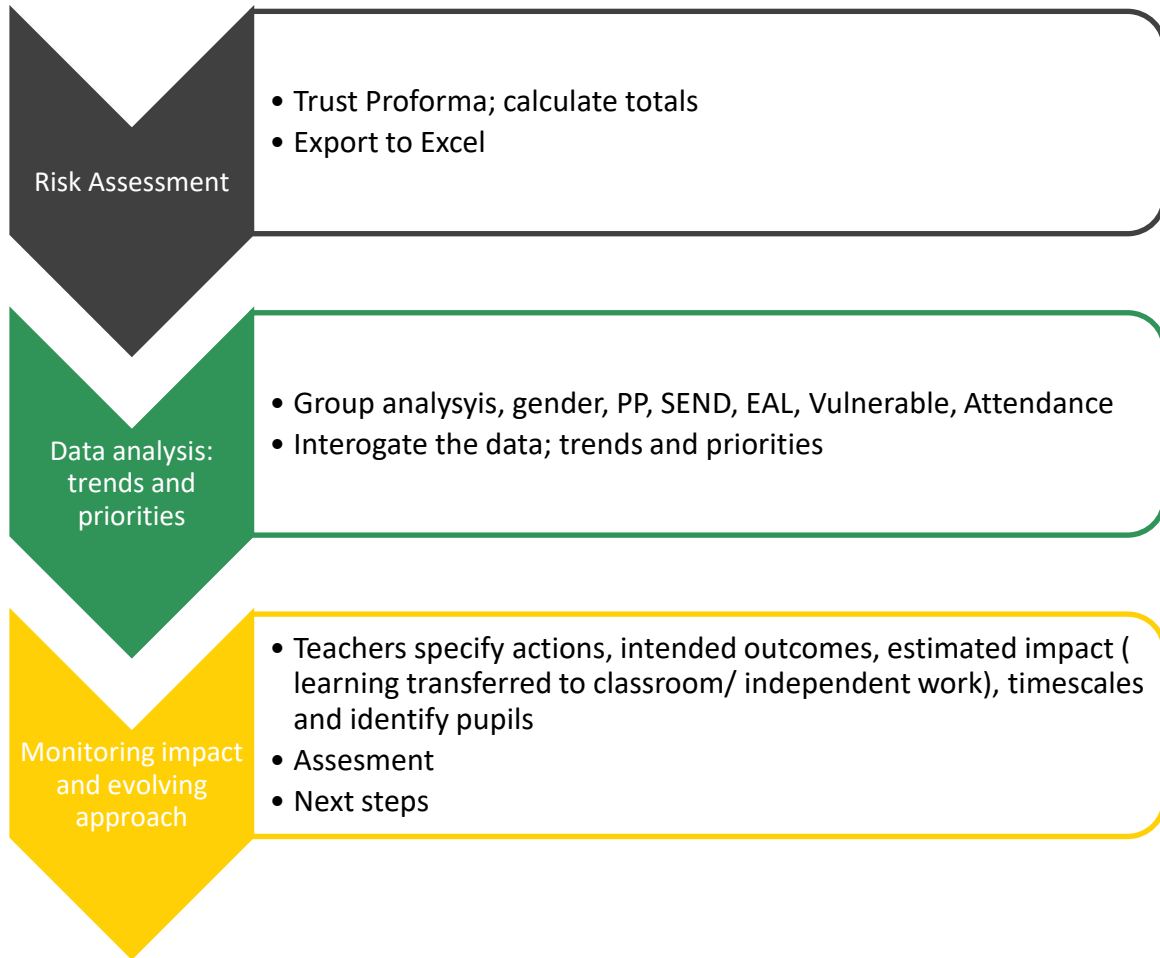 Risk Assessment
• Trust Proforma; calculate totals
• Export to Excel
Data analysis:
trends and
priorities
• Group analysyis, gender, PP, SEND, EAL, Vulnerable, Attendance
• Interogate the data; trends and priorities
Monitoring impact
and evolving
approach
• Teachers specify actions, intended outcomes, estimated impact (
learning transferred to classroom/ independent work), timescales
and identify pupils
• Assesment
• Next steps